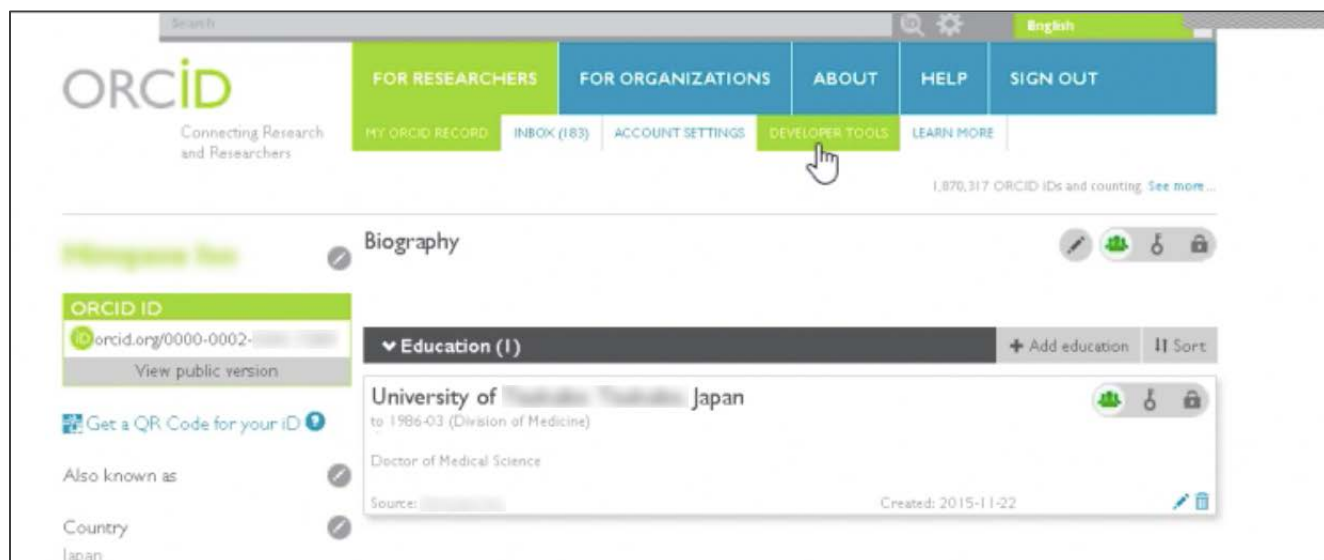 Search
English
ORCID
Connecting Research
and Researchers
FOR RESEARCHERS FOR ORGANIZATIONS ABOUT HELP SIGN OUT
MY ORCID RECORD INBOX (183) ACCOUNT SETTINGS DEVELOPER TOOLS LEARN MORE
1,870,317 ORCID iDs and counting. See more...
Biography
ORCID ID
iD orcid.org/0000-0002-
View public version
Education (1) Add education Sort
University of Japan
to 1986-03 (Division of Medicine)
Doctor of Medical Science
Source: Created: 2015-11-22
Get a QR Code for your iD ?
Also known as
Country
Japan